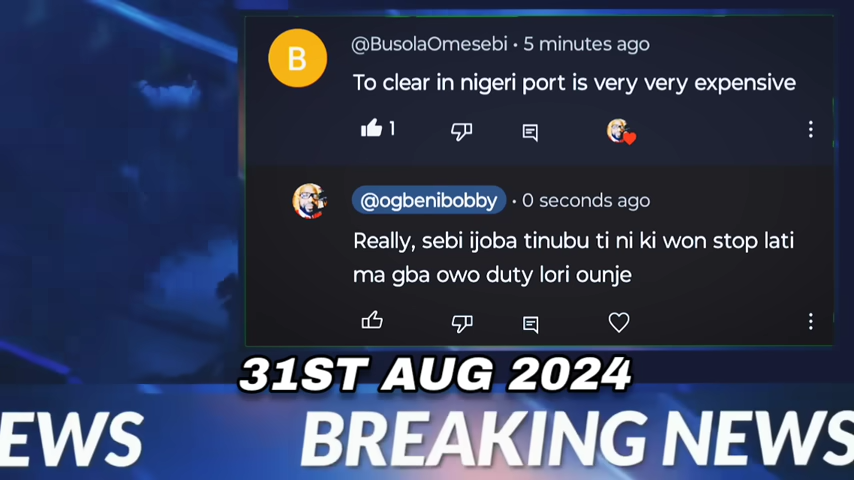 B
@BusolaOmesebi · 5 minutes ago
To clear in nigeri port is very very expensive
1
@ogbenibobby · 0 seconds ago
Really, sebi ijoba tinubu ti ni ki won stop lati
ma gba owo duty lori ounje
31ST AUG 2024
EWS BREAKING NEWS